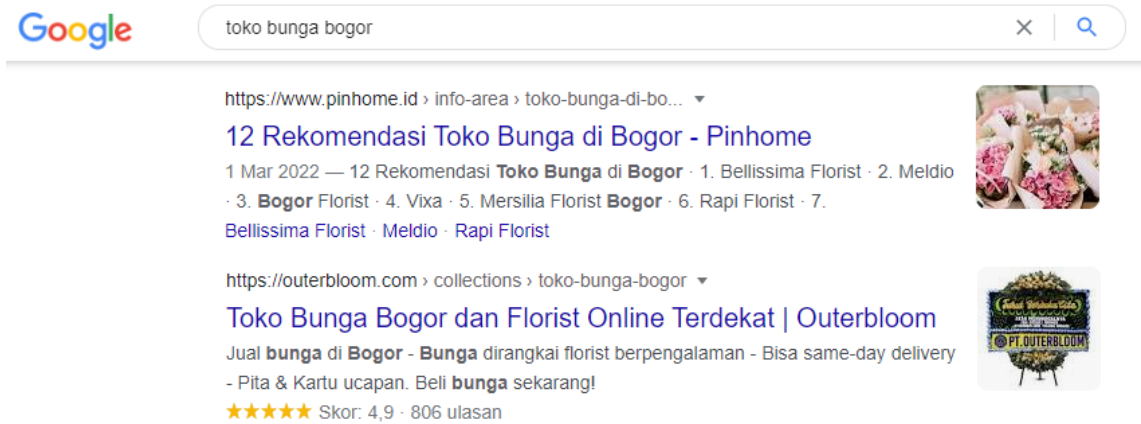 Google
toko bunga bogor
https://www.pinhome.id › info-area › toko-bunga-di-bo...
12 Rekomendasi Toko Bunga di Bogor - Pinhome
1 Mar 2022 — 12 Rekomendasi Toko Bunga di Bogor · 1. Bellissima Florist · 2. Meldio
· 3. Bogor Florist · 4. Vixa · 5. Mersilia Florist Bogor · 6. Rapi Florist · 7.
Bellissima Florist · Meldio · Rapi Florist
https://outerbloom.com › collections › toko-bunga-bogor
Toko Bunga Bogor dan Florist Online Terdekat | Outerbloom
Jual bunga di Bogor - Bunga dirangkai florist berpengalaman - Bisa same-day delivery
- Pita & Kartu ucapan. Beli bunga sekarang!
Skor: 4,9 · 806 ulasan
PT.OUTERBLOOM